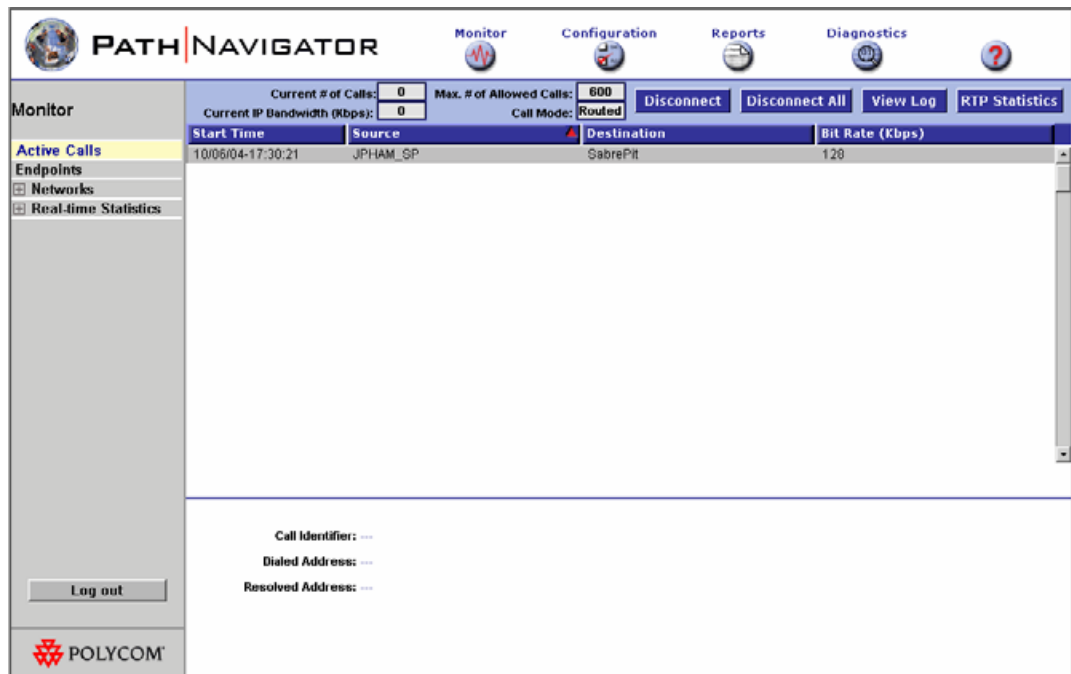 PATH NAVIGATOR
Monitor Configuration Reports Diagnostics
?
Monitor
Current # of Calls: 0 Max. # of Allowed Calls: 600
Current IP Bandwidth (Kbps): 0 Call Mode: Routed
Disconnect Disconnect All View Log RTP Statistics
Start Time Source Destination Bit Rate (Kbps)
10/06/04-17:30:21 JPHAM_SP SabrePit 128
Active Calls
Endpoints
Networks
Real-time Statistics
Call Identifier: ---
Dialed Address: ---
Resolved Address: ---
Log out
POLYCOM